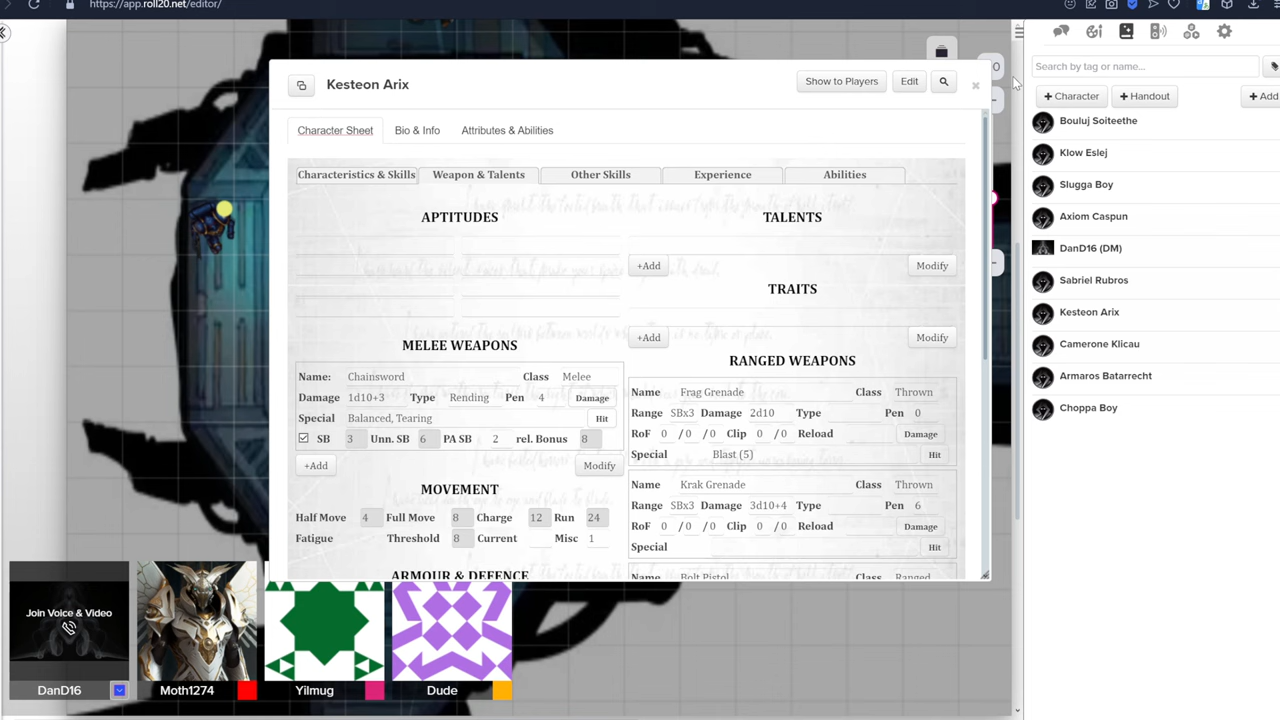 https://app.roll20.net/editor/
Kesteon Arix
Show to Players
Edit
Character Sheet
Bio & Info
Attributes & Abilities
Characteristics & Skills
Weapon & Talents
Other Skills
Experience
Abilities
APTITUDES
MELEE WEAPONS
Name: Chainsword Class Melee
Damage 1d10+3 Type Rending Pen 4 Damage
Special Balanced, Tearing Hit
SB 3 Unn. SB 6 PA SB 2 rel. Bonus 8
+Add Modify
MOVEMENT
Half Move 4 Full Move 8 Charge 12 Run 24
Fatigue Threshold 8 Current Misc 1
ARMOUR & DEFENCE
TALENTS
+Add Modify
TRAITS
+Add Modify
RANGED WEAPONS
Name Frag Grenade Class Thrown
Range SBx3 Damage 2d10 Type Pen 0
RoF 0 / 0 / 0 Clip 0 / 0 Reload Damage
Special Blast (5) Hit
Name Krak Grenade Class Thrown
Range SBx3 Damage 3d10+4 Type Pen 6
RoF 0 / 0 / 0 Clip 0 / 0 Reload Damage
Special Hit
Name Bolt Pistol Class Ranged
Search by tag or name...
+ Character
+ Handout
+ Add
Bouluj Soiteethe
Klow Eslej
Slugga Boy
Axiom Caspun
DanD16 (DM)
Sabriel Rubros
Kesteon Arix
Camerone Klicau
Armaros Batarrecht
Choppa Boy
Join Voice & Video
DanD16
Moth1274
Yilmug
Dude